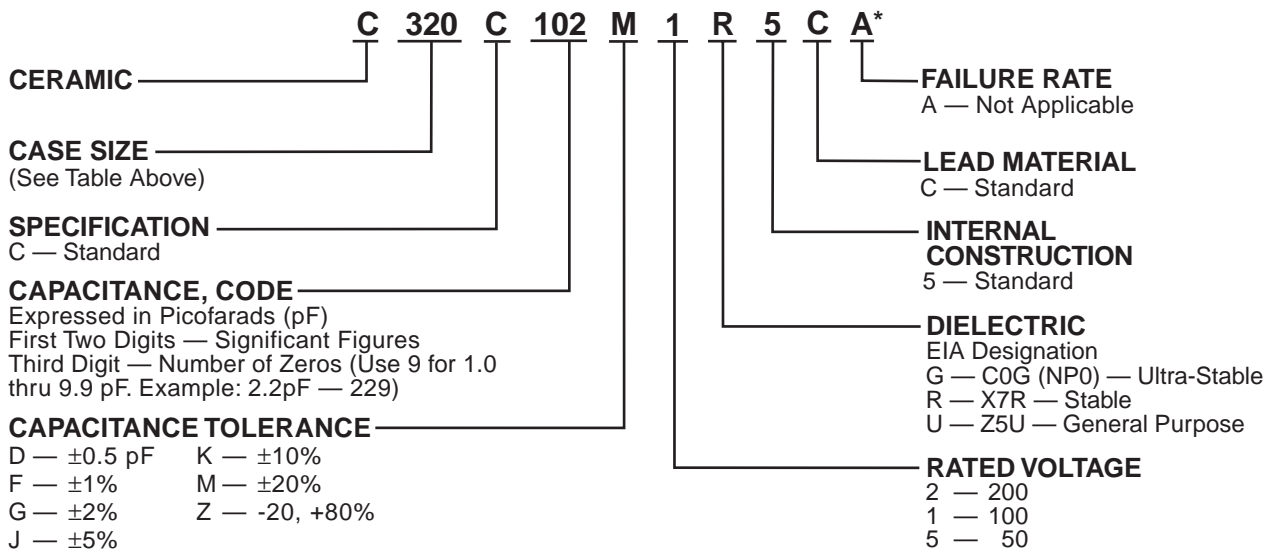 C 320 C 102 M 1 R 5 C A*
CERAMIC
CASE SIZE
(See Table Above)
SPECIFICATION
C — Standard
CAPACITANCE, CODE
Expressed in Picofarads (pF)
First Two Digits — Significant Figures
Third Digit — Number of Zeros (Use 9 for 1.0
thru 9.9 pF. Example: 2.2pF — 229)
CAPACITANCE TOLERANCE
D — ±0.5 pF K — ±10%
F — ±1% M — ±20%
G — ±2% Z — -20, +80%
J — ±5%
FAILURE RATE
A — Not Applicable
LEAD MATERIAL
C — Standard
INTERNAL
CONSTRUCTION
5 — Standard
DIELECTRIC
EIA Designation
G — C0G (NP0) — Ultra-Stable
R — X7R — Stable
U — Z5U — General Purpose
RATED VOLTAGE
2 — 200
1 — 100
5 — 50